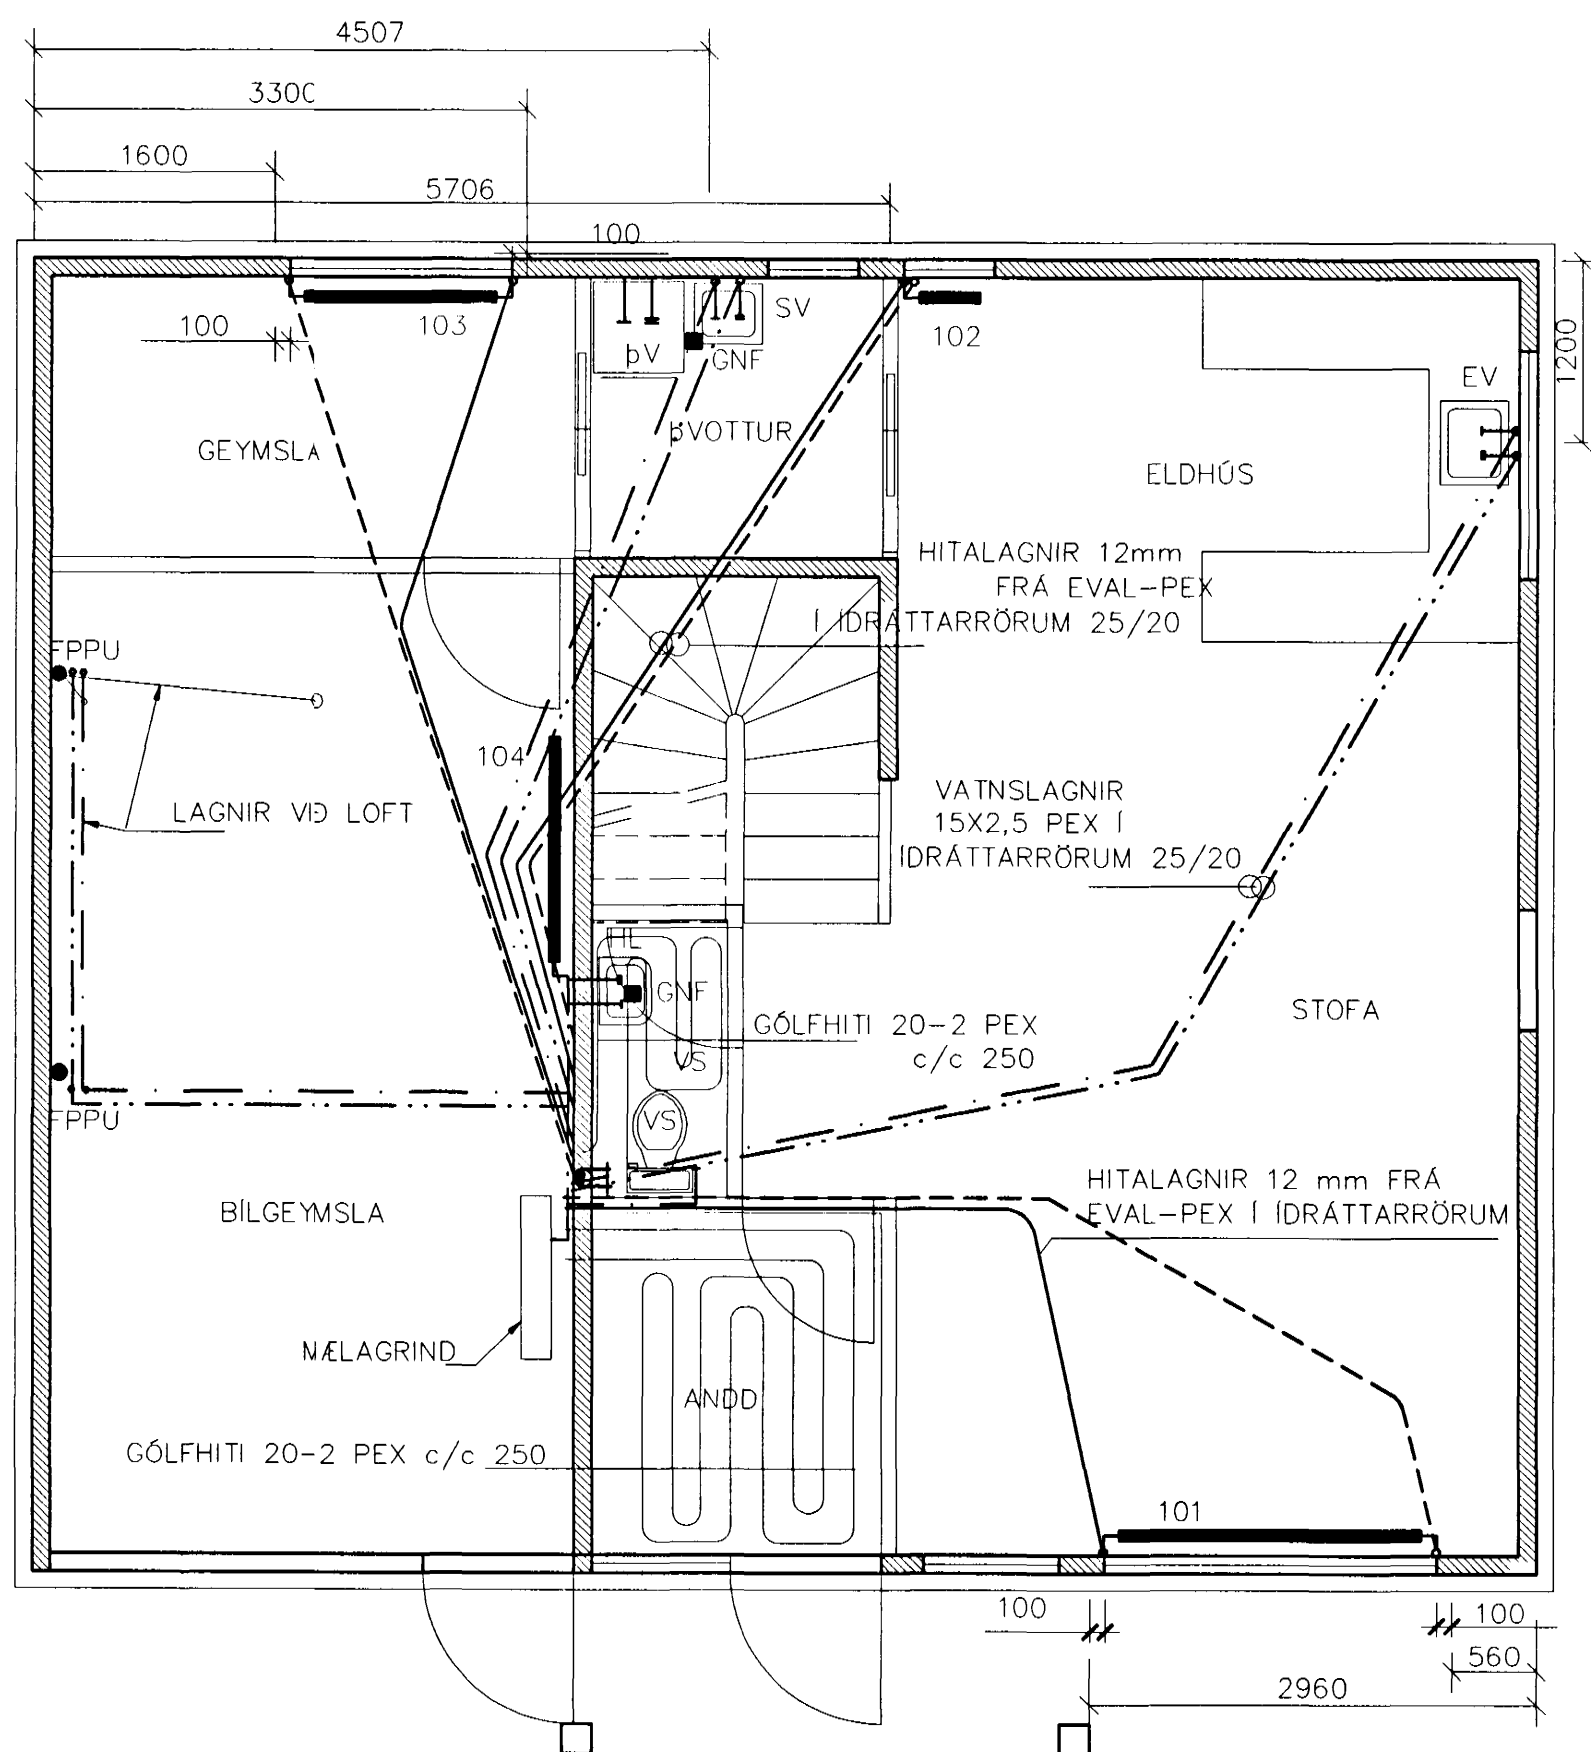 4507
3300
1600
5706
100
100
103
SV
ÞV
GNF
102
1200
EV
GEYMSLA
ÞVOTTUR
ELDHÚS
HITALAGNIR 12mm
FRÁ EVAL-PEX
Í ÍDRÁTTARRÖRUM 25/20
FPPU
104
LAGNIR VIÐ LOFT
VATNSLAGNIR
15X2,5 PEX Í
ÍDRÁTTARRÖRUM 25/20
HL
GNF
GÓLFHITI 20-2 PEX
c/c 250
STOFA
VS
VS
FPPU
BÍLGEYMSLA
HITALAGNIR 12 mm FRÁ
EVAL-PEX Í ÍDRÁTTARRÖRUM
MÆLAGRIND
ANDD
GÓLFHITI 20-2 PEX c/c 250
101
100
100
560
2960